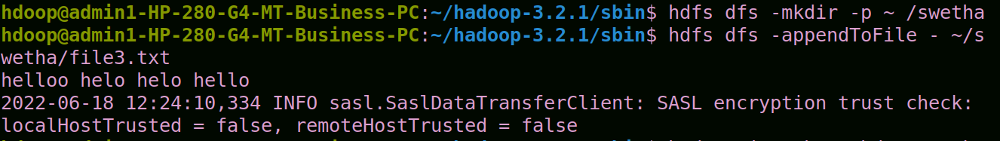 hdoop@admin1-HP-280-G4-MT-Business-PC:~/hadoop-3.2.1/sbin$ hdfs dfs -mkdir -p ~ /swetha
hdoop@admin1-HP-280-G4-MT-Business-PC:~/hadoop-3.2.1/sbin$ hdfs dfs -appendToFile - ~/s
wetha/file3.txt
helloo helo helo hello
2022-06-18 12:24:10,334 INFO sasl.SaslDataTransferClient: SASL encryption trust check:
localHostTrusted = false, remoteHostTrusted = false